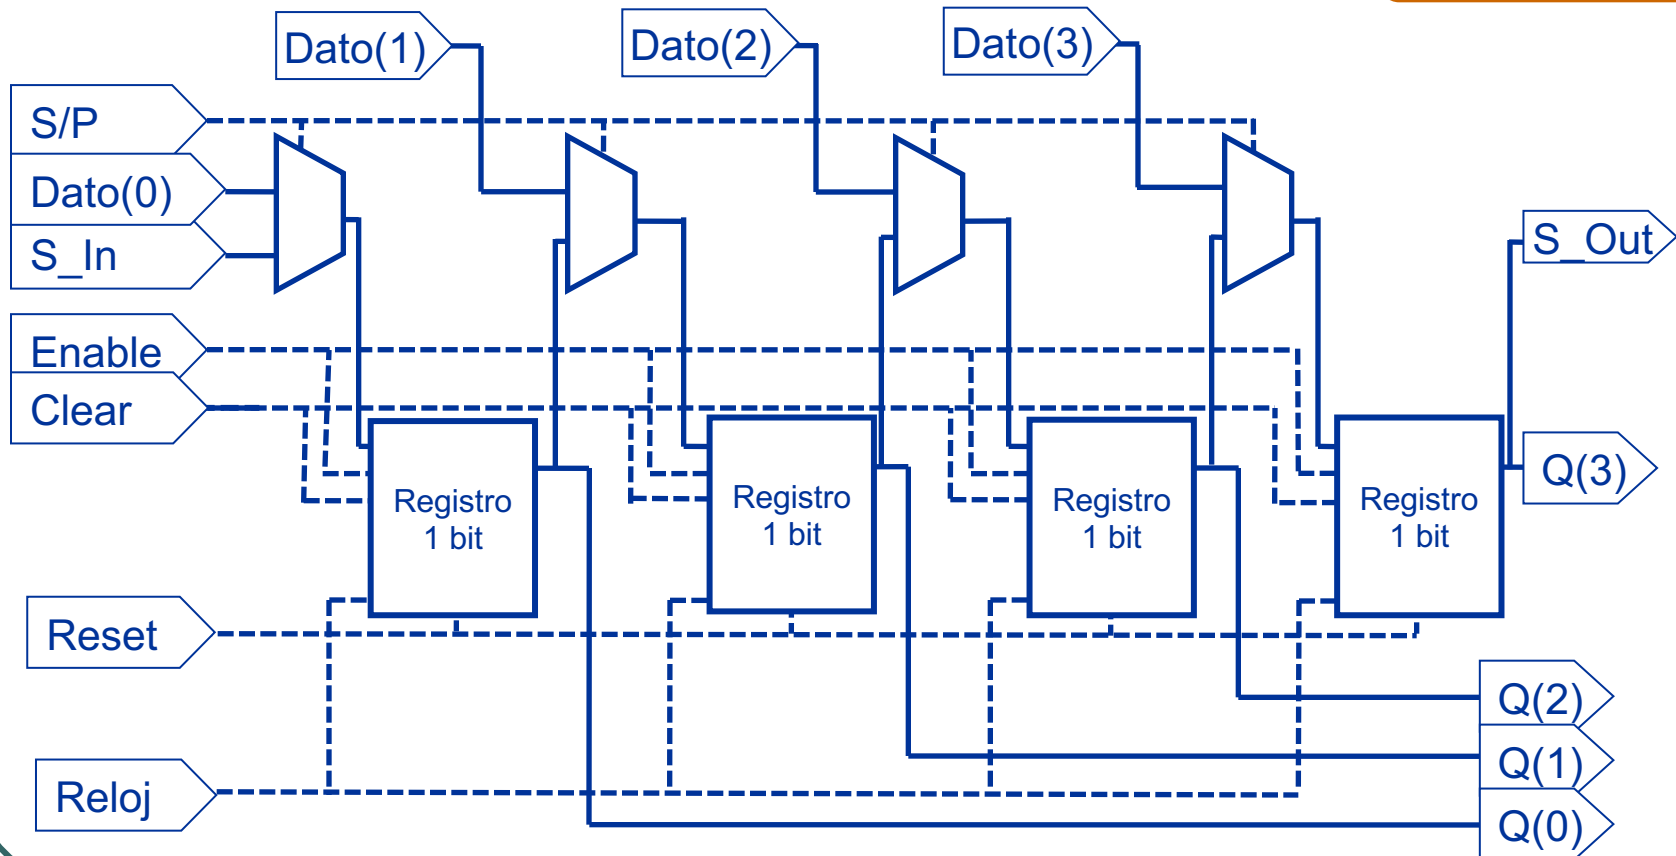 Dato(1)
Dato(2)
Dato(3)
S/P
Dato(0)
S_In
S_Out
Enable
Clear
Q(3)
Registro
1 bit
Registro
1 bit
Registro
1 bit
Registro
1 bit
Reset
Q(2)
Q(1)
Reloj
Q(0)